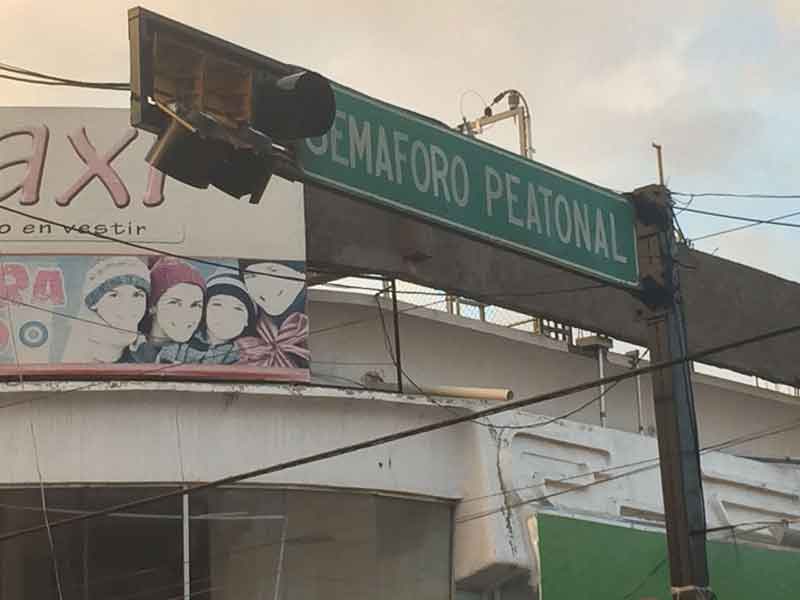 axi
o en vestir
RA
SEMAFORO PEATONAL